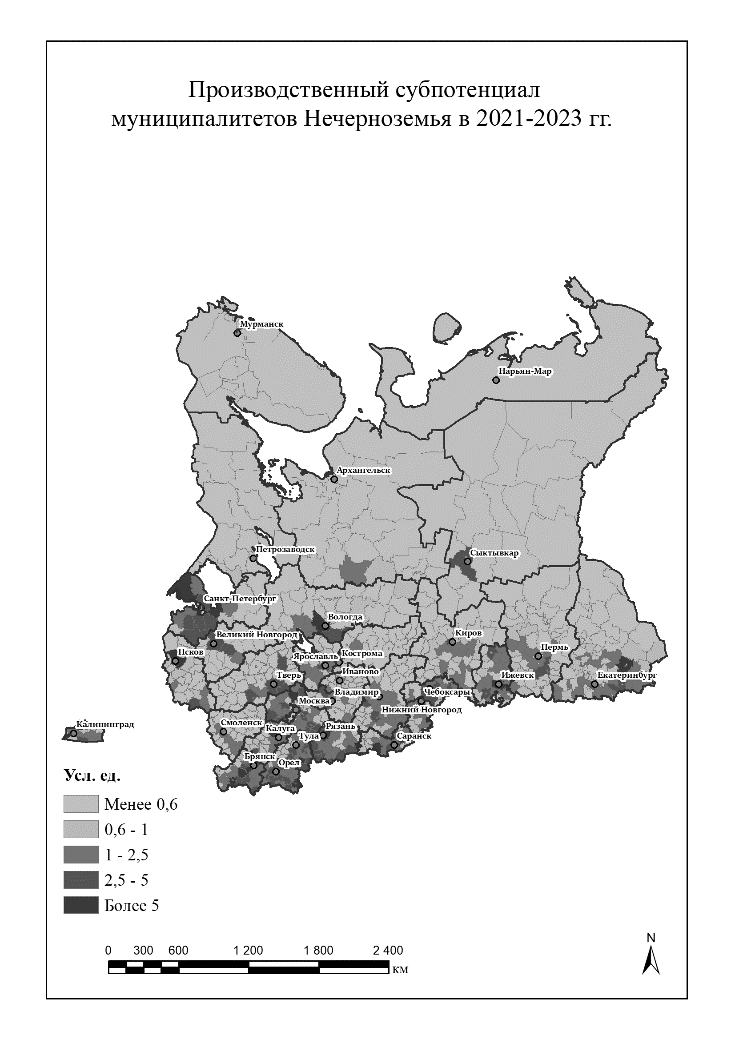 Производственный субпотенциал
муниципалитетов Нечерноземья в 2021-2023 гг.
Мурманск
Нарьян-Мар
Архангельск
Петрозаводск
Сыктывкар
Санкт-Петербург
Вологда
Великий Новгород
Киров
Псков
Ярославль
Кострома
Пермь
Иваново
Тверь
Ижевск
Екатеринбург
Владимир
Чебоксары
Москва
Нижний Новгород
Калининград
Смоленск
Калуга
Рязань
Тула
Саранск
Брянск
Орел
Усл. ед.
Менее 0,6
0,6 - 1
1 - 2,5
2,5 - 5
Более 5
0 300 600 1 200 1 800 2 400
км
N